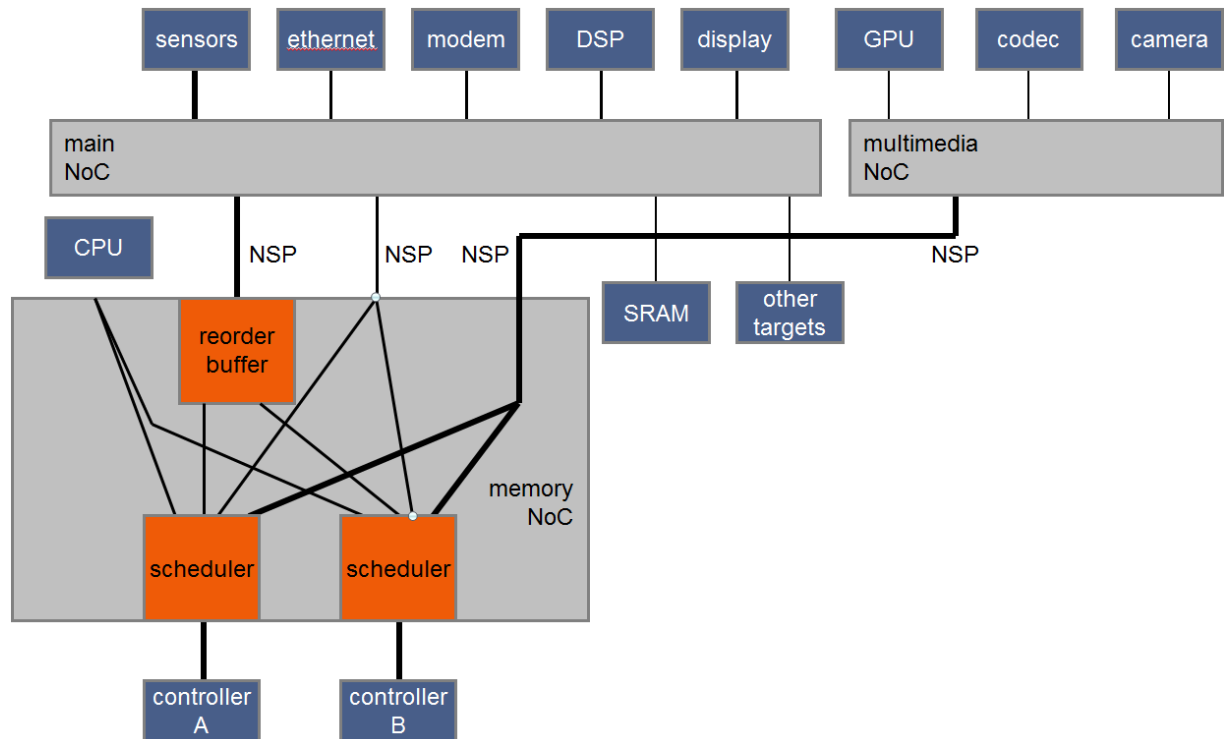 sensors
ethernet
modem
DSP
display
GPU
codec
camera
main
NoC
multimedia
NoC
CPU
NSP
NSP
NSP
NSP
SRAM
other
targets
reorder
buffer
memory
NoC
scheduler
scheduler
controller
A
controller
B